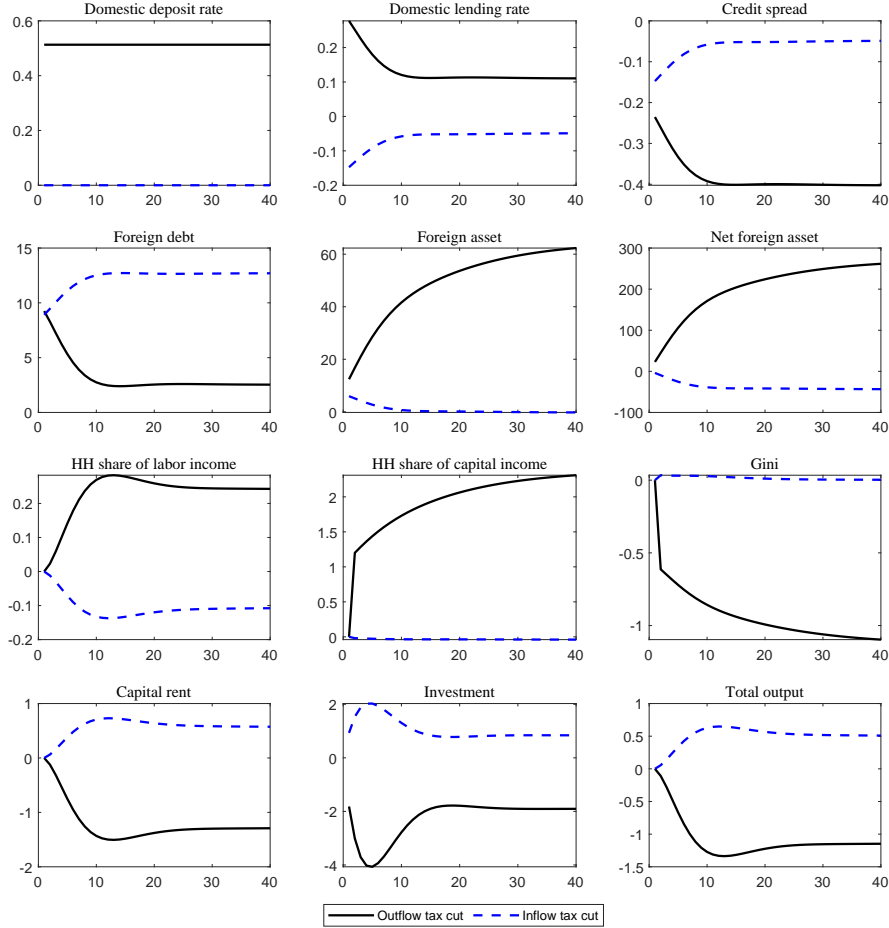 Domestic deposit rate
0.6
0.4
0.2
0
0 10 20 30 40
Domestic lending rate
0.2
0.1
0
-0.1
-0.2
0 10 20 30 40
Credit spread
0
-0.1
-0.2
-0.3
-0.4
0 10 20 30 40
Foreign debt
15
10
5
0
0 10 20 30 40
Foreign asset
60
40
20
0
0 10 20 30 40
Net foreign asset
300
200
100
0
-100
0 10 20 30 40
HH share of labor income
0.2
0.1
0
-0.1
-0.2
0 10 20 30 40
HH share of capital income
2
1.5
1
0.5
0
0 10 20 30 40
Gini
0
-0.5
-1
0 10 20 30 40
Capital rent
1
0
-1
-2
0 10 20 30 40
Investment
2
0
-2
-4
0 10 20 30 40
Total output
1
0.5
0
-0.5
-1
-1.5
0 10 20 30 40
Outflow tax cut Inflow tax cut